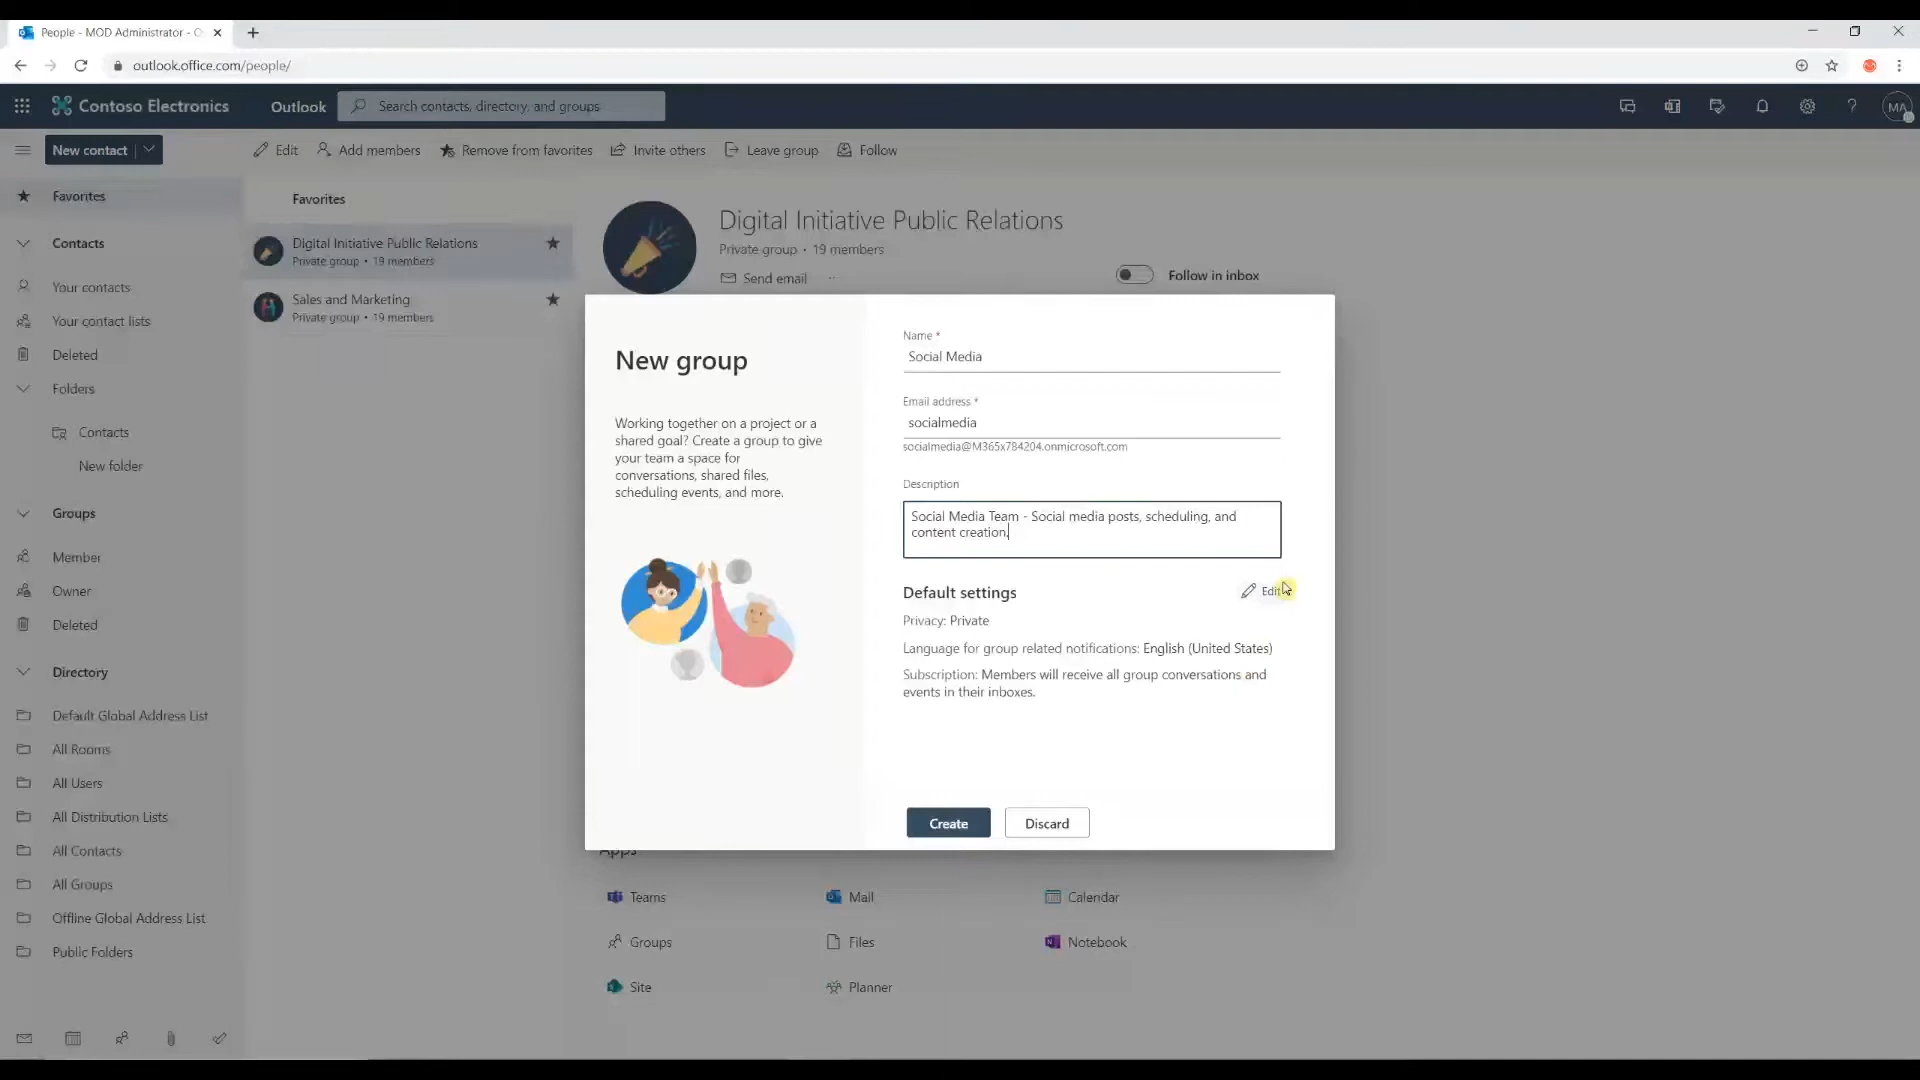 People - MOD Administrator - O
outlook.office.com/people/
Contoso Electronics
Outlook
Search contacts, directory, and groups
MA
New contact
Edit
Add members
Remove from favorites
Invite others
Leave group
Follow
Favorites
Contacts
Your contacts
Your contact lists
Deleted
Folders
Contacts
New folder
Groups
Member
Owner
Deleted
Directory
Default Global Address List
All Rooms
All Users
All Distribution Lists
All Contacts
All Groups
Offline Global Address List
Public Folders
Favorites
Digital Initiative Public Relations
Private group • 19 members
Sales and Marketing
Private group • 19 members
Digital Initiative Public Relations
Private group • 19 members
Send email
Follow in inbox
New group
Working together on a project or a
shared goal? Create a group to give
your team a space for
conversations, shared files,
scheduling events, and more.
Name *
Social Media
Email address *
socialmedia
socialmedia@M365x784204.onmicrosoft.com
Description
Social Media Team - Social media posts, scheduling, and
content creation.
Default settings
Edit
Privacy: Private
Language for group related notifications: English (United States)
Subscription: Members will receive all group conversations and
events in their inboxes.
Create
Discard
Apps
Teams
Mail
Calendar
Groups
Files
Notebook
Site
Planner